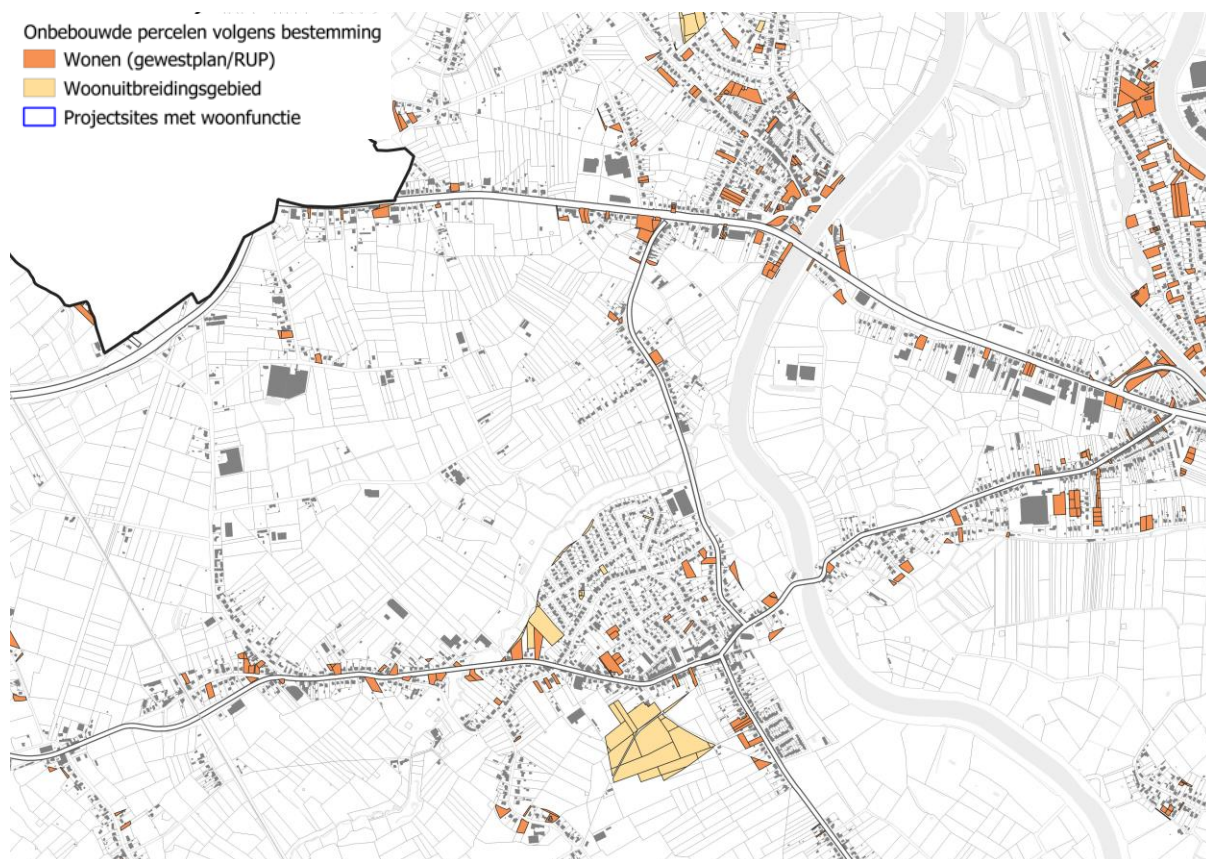 Onbebouwde percelen volgens bestemming
Wonen (gewestplan/RUP)
Woonuitbreidingsgebied
Projectsites met woonfunctie